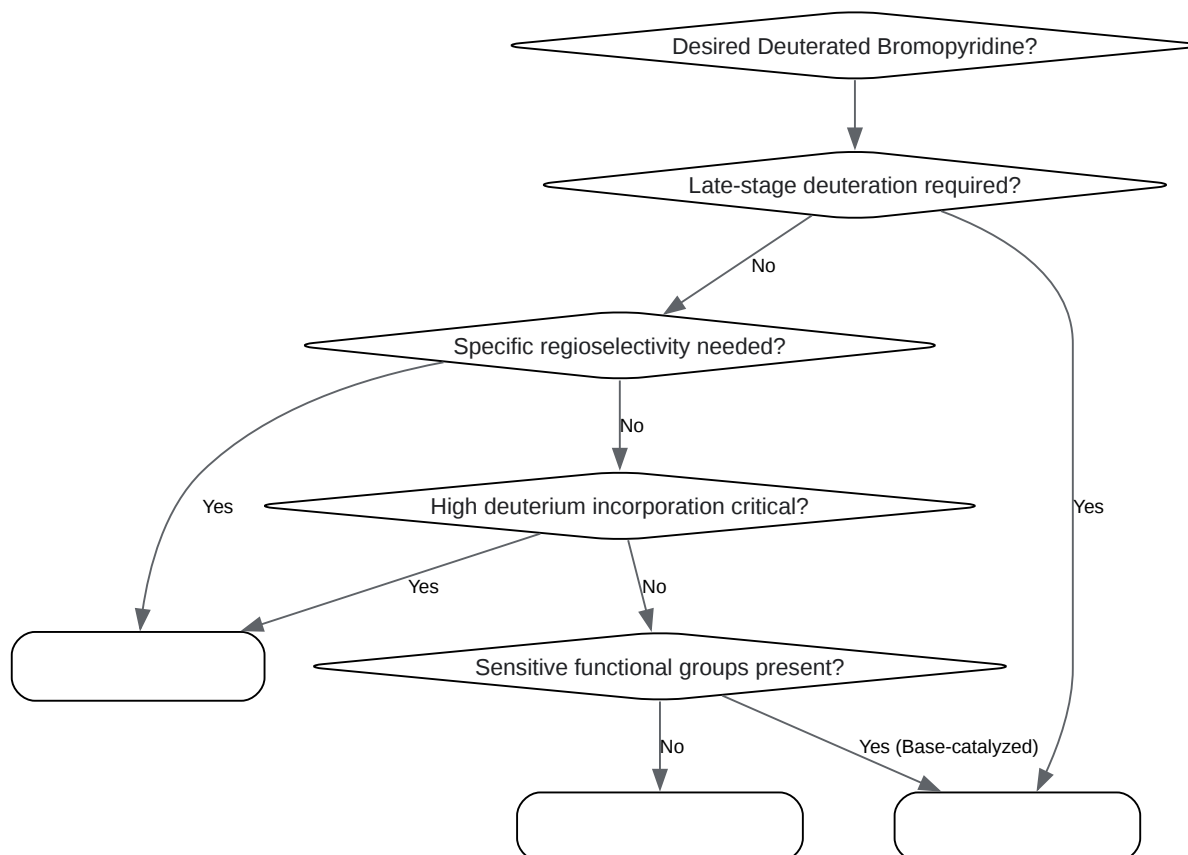 Desired Deuterated Bromopyridine?
Late-stage deuteration required?
No
Specific regioselectivity needed?
No
Yes
High deuterium incorporation critical?
Yes
Yes
No
Sensitive functional groups present?
No
Yes (Base-catalyzed)